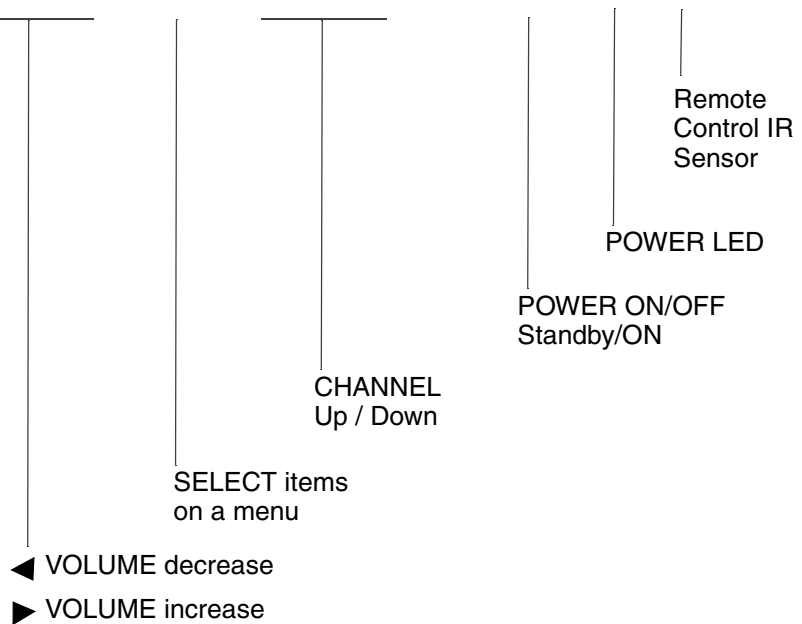 Remote
Control IR
Sensor
POWER LED
POWER ON/OFF
Standby/ON
CHANNEL
Up / Down
SELECT items
on a menu
◀ VOLUME decrease
▶ VOLUME increase